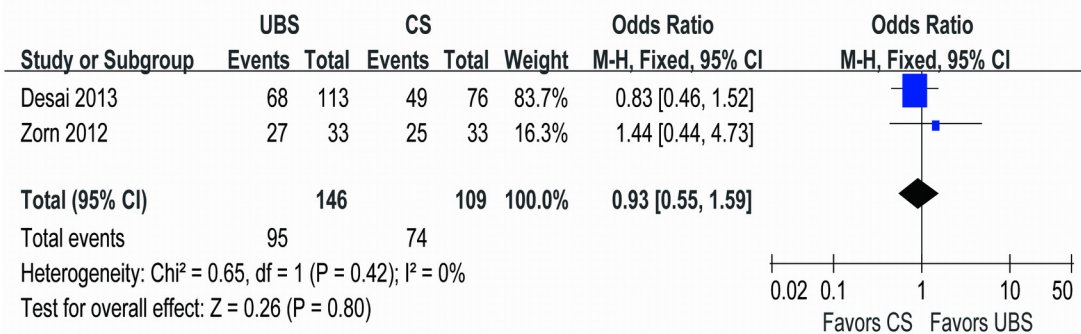 UBS CS Odds Ratio Odds Ratio
Study or Subgroup Events Total Events Total Weight M-H, Fixed, 95% CI M-H, Fixed, 95% CI
Desai 2013 68 113 49 76 83.7% 0.83 [0.46, 1.52]
Zorn 2012 27 33 25 33 16.3% 1.44 [0.44, 4.73]
Total (95% CI) 146 109 100.0% 0.93 [0.55, 1.59]
Total events 95 74
Heterogeneity: Chi² = 0.65, df = 1 (P = 0.42); I² = 0%
Test for overall effect: Z = 0.26 (P = 0.80)
0.02 0.1 1 10 50
Favors CS Favors UBS